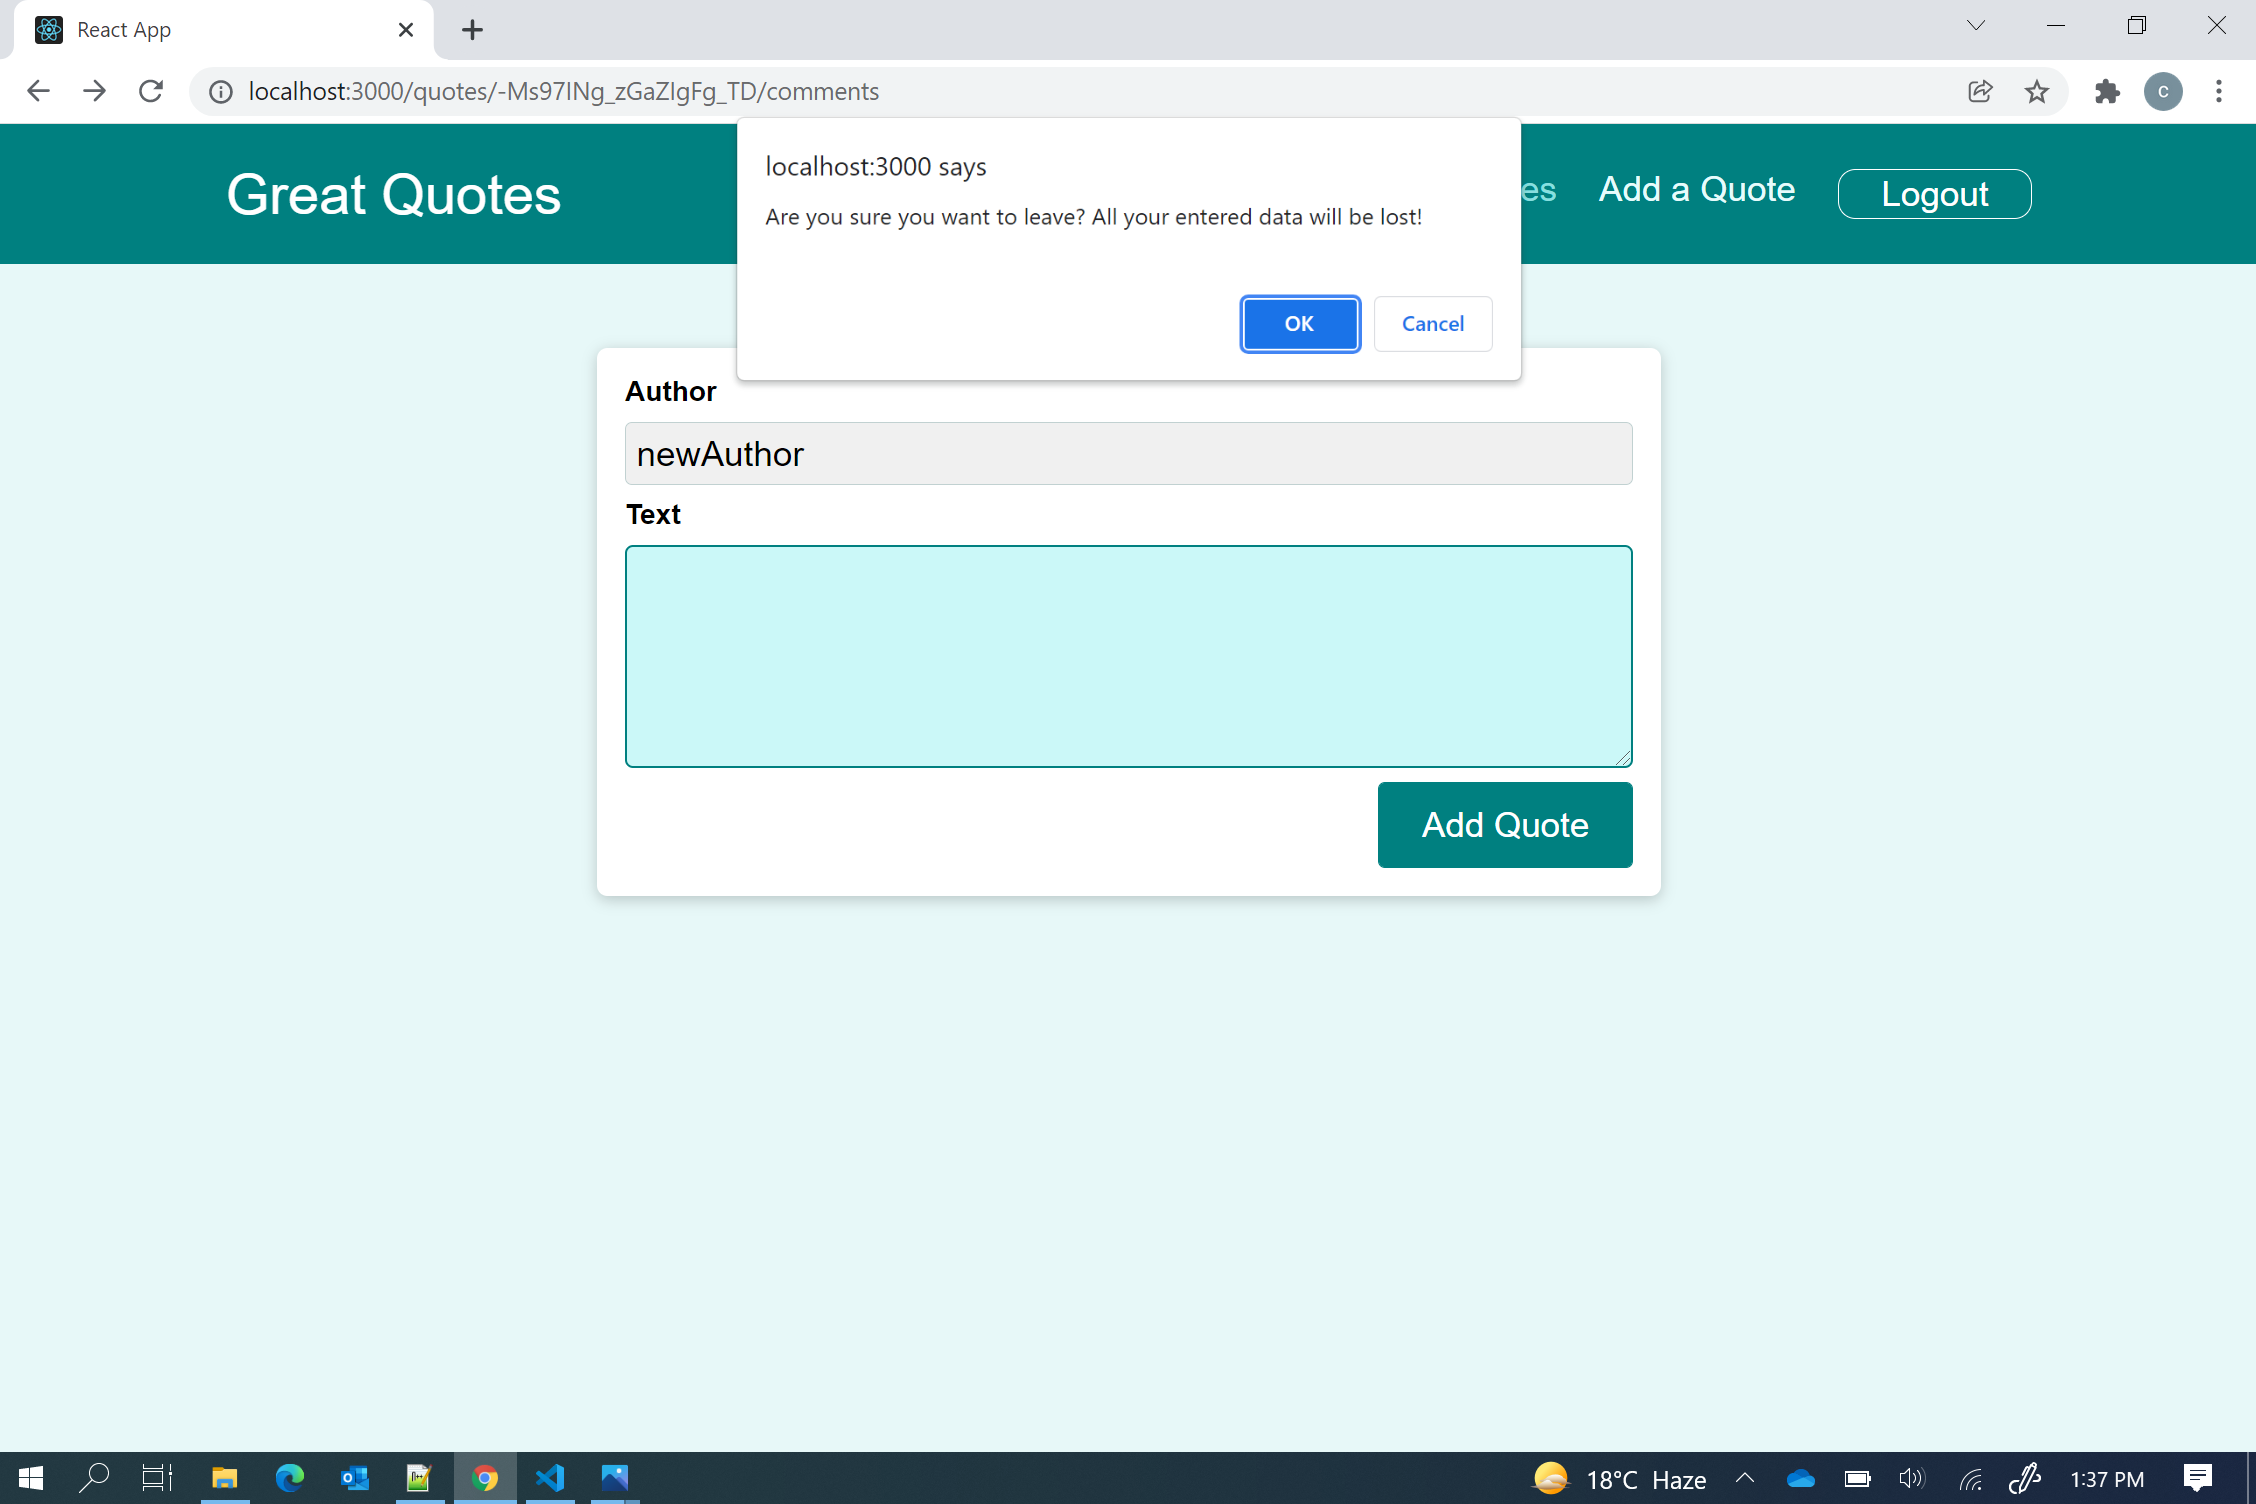 React App
localhost:3000/quotes/-Ms97INg_zGaZIgFg_TD/comments
c
localhost:3000 says
Are you sure you want to leave? All your entered data will be lost!
OK Cancel
Great Quotes
es Add a Quote Logout
Author
newAuthor
Text
Add Quote
18°C Haze 1:37 PM